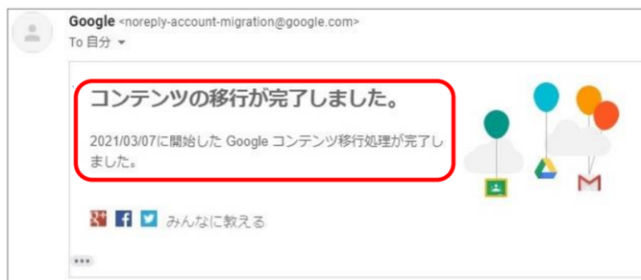 Google <noreply-account-migration@google.com>
To 自分
コンテンツの移行が完了しました。
2021/03/07に開始した Google コンテンツ移行処理が完了し
ました。
みんなに教える